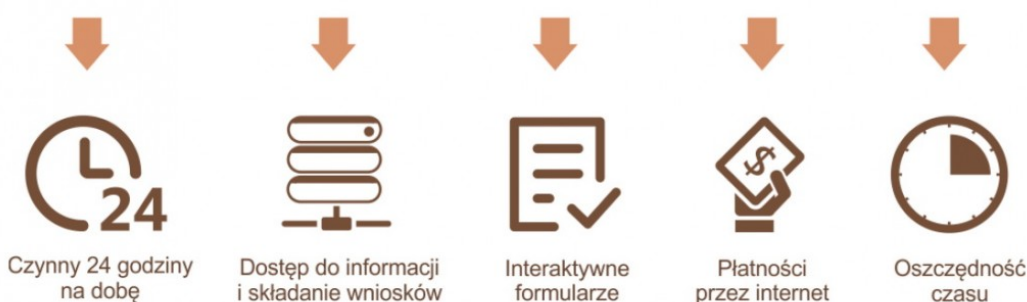 24
Czynny 24 godziny
na dobę
Dostęp do informacji
i składanie wniosków
Interaktywne
formularze
$
Płatności
przez internet
Oszczędność
czasu